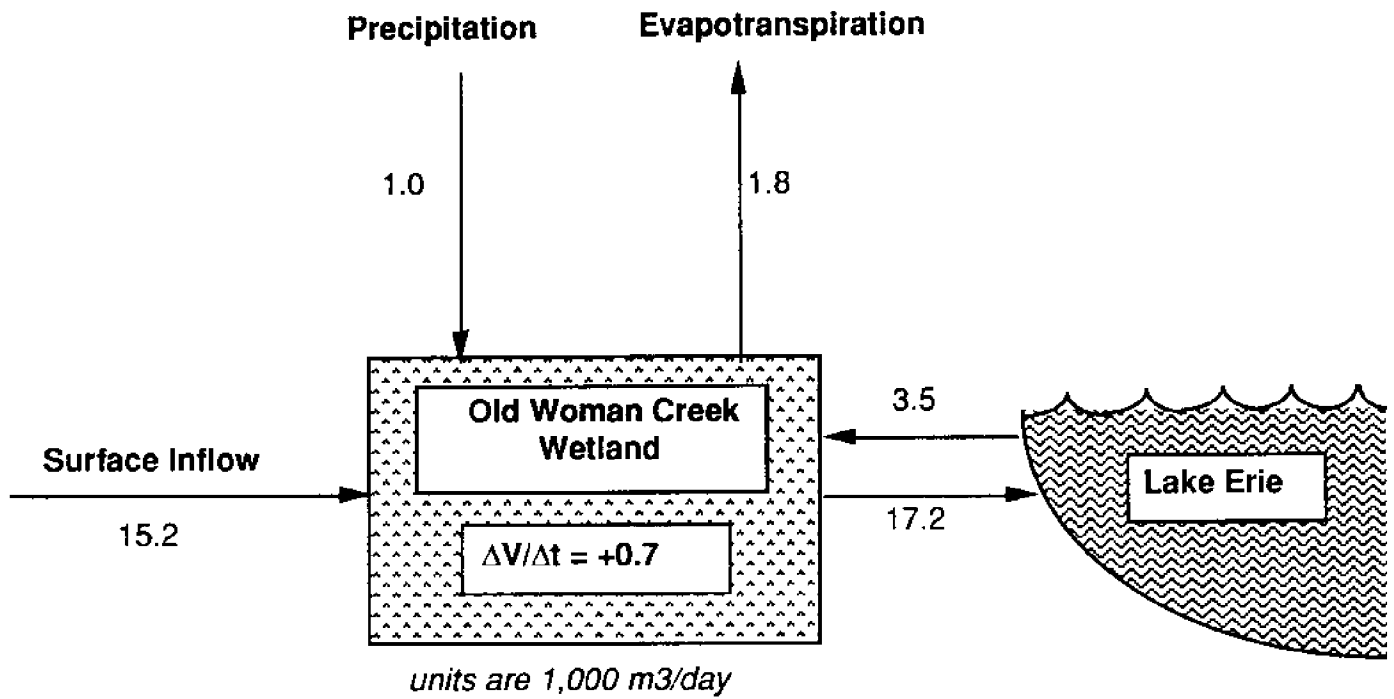 Precipitation
Evapotranspiration
1.0
1.8
Old Woman Creek
Wetland
3.5
Surface Inflow
Lake Erie
15.2
17.2
ΔV/Δt = +0.7
units are 1,000 m3/day